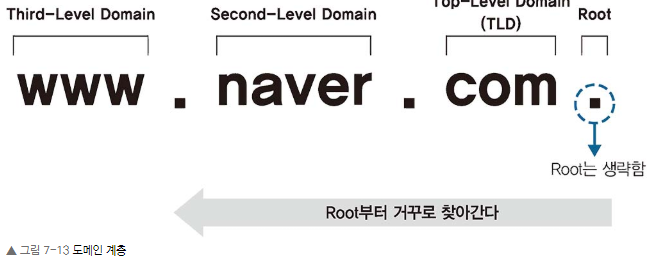 Third-Level Domain Second-Level Domain Top-Level Domain (TLD) Root
www . naver . com .
Root는 생략함
Root부터 거꾸로 찾아간다
▲ 그림 7-13 도메인 계층